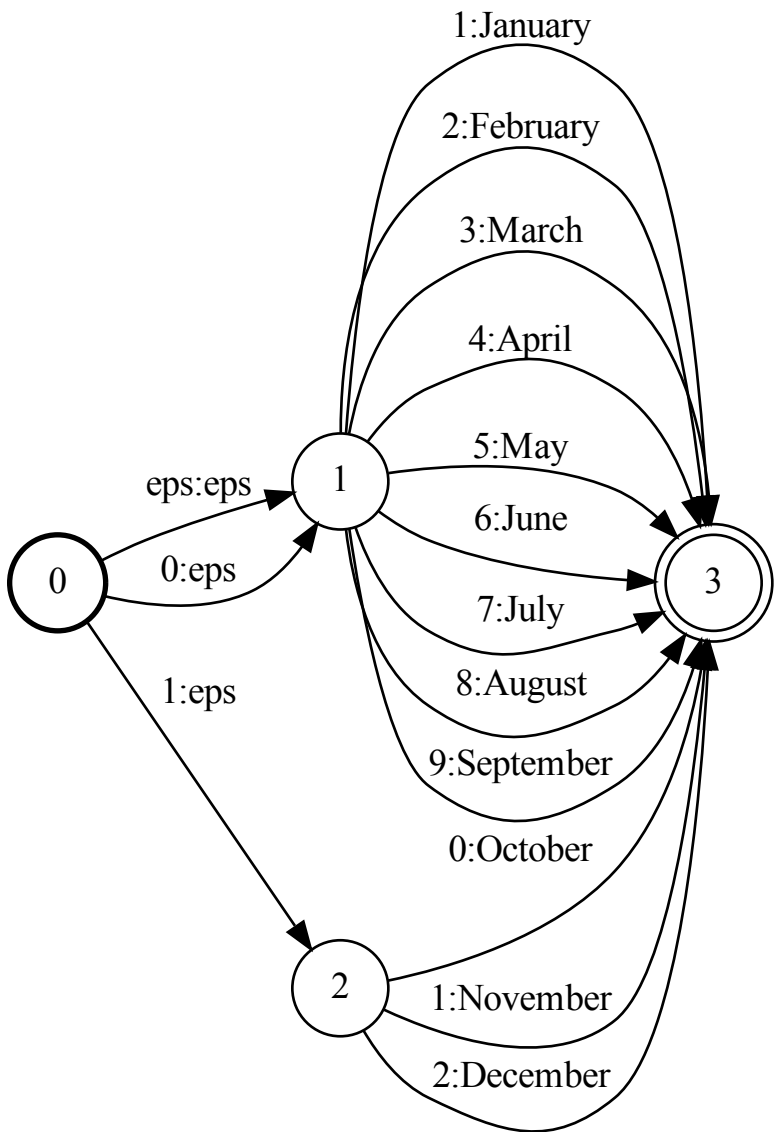 1:January
2:February
3:March
4:April
5:May
1
eps:eps
6:June
0:eps
0
3
7:July
1:eps
8:August
9:September
0:October
2
1:November
2:December